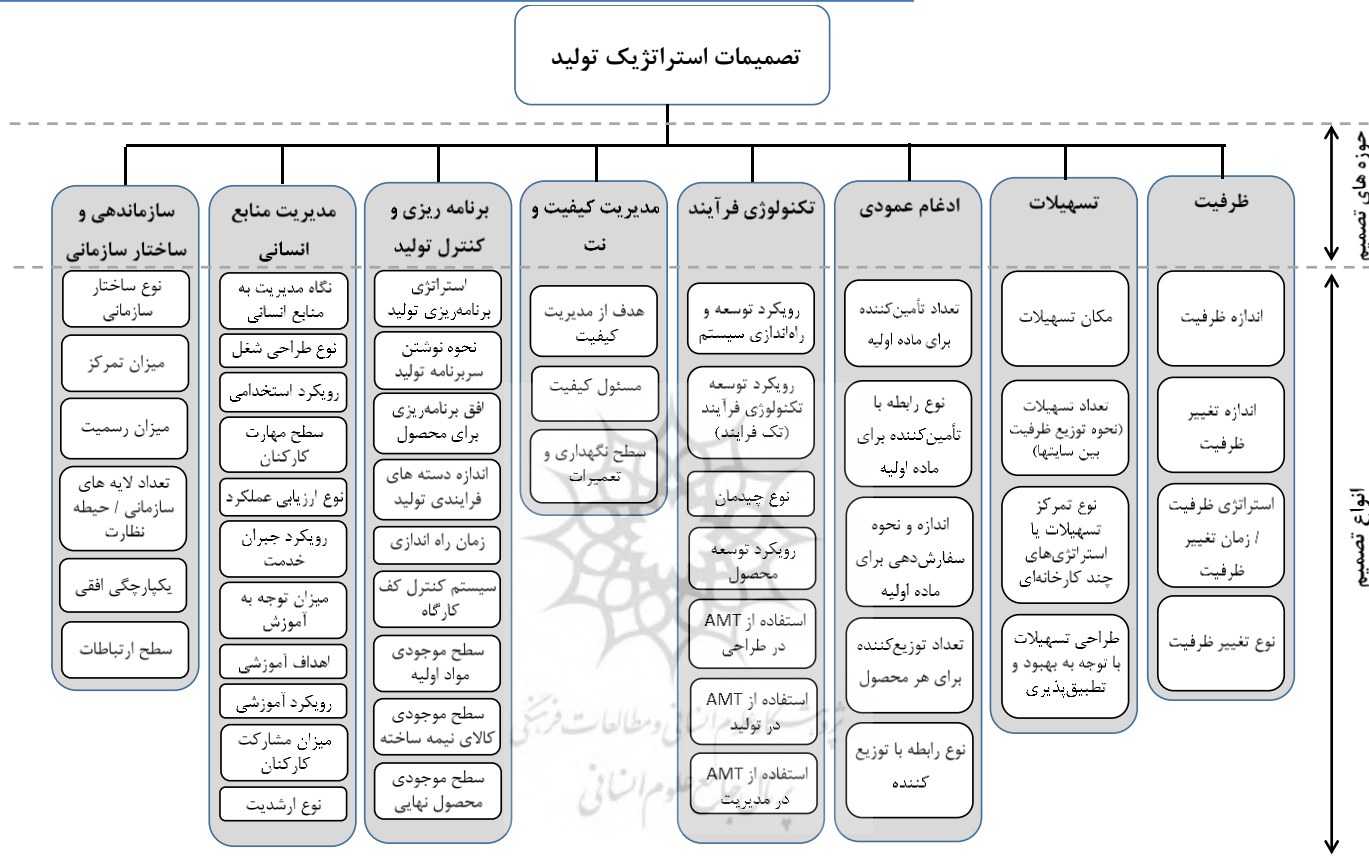 تصمیمات استراتژیک تولید
حوزه های تصمیم
انواع تصمیم
ظرفیت
اندازه ظرفیت
اندازه تغییر
ظرفیت
استراتژی ظرفیت
/ زمان تغییر
ظرفیت
نوع تغییر ظرفیت
تسهیلات
مکان تسهیلات
تعداد تسهیلات
(نحوه توزیع ظرفیت
بین سایتها)
نوع تمرکز
تسهیلات یا
استراتژی‌های
چند کارخانه‌ای
طراحی تسهیلات
با توجه به بهبود و
تطبیق‌پذیری
ادغام عمودی
تعداد تأمین‌کننده
برای ماده اولیه
نوع رابطه با
تأمین‌کننده برای
ماده اولیه
اندازه و نحوه
سفارش‌دهی برای
ماده اولیه
تعداد توزیع‌کننده
برای هر محصول
نوع رابطه با توزیع
کننده
تکنولوژی فرآیند
رویکرد توسعه و
راه‌اندازی سیستم
رویکرد توسعه
تکنولوژی فرآیند
(تک فرایند)
نوع چیدمان
رویکرد توسعه
محصول
استفاده از AMT
در طراحی
استفاده از AMT
در تولید
استفاده از AMT
در مدیریت
مدیریت کیفیت و
نت
هدف از مدیریت
کیفیت
مسئول کیفیت
سطح نگهداری و
تعمیرات
برنامه ریزی و
کنترل تولید
استراتژی
برنامه‌ریزی تولید
نحوه نوشتن
سربرنامه تولید
افق برنامه‌ریزی
برای محصول
اندازه دسته های
فرایندی تولید
زمان راه اندازی
سیستم کنترل کف
کارگاه
سطح موجودی
مواد اولیه
سطح موجودی
کالای نیمه ساخته
سطح موجودی
محصول نهایی
مدیریت منابع
انسانی
نگاه مدیریت به
منابع انسانی
نوع طراحی شغل
رویکرد استخدامی
سطح مهارت
کارکنان
نوع ارزیابی عملکرد
رویکرد جبران
خدمت
میزان توجه به
آموزش
اهداف آموزشی
رویکرد آموزشی
میزان مشارکت
کارکنان
نوع ارشدیت
سازماندهی و
ساختار سازمانی
نوع ساختار
سازمانی
میزان تمرکز
میزان رسمیت
تعداد لایه های
سازمانی / حیطه
نظارت
یکپارچگی افقی
سطح ارتباطات
پژوهشگاه علوم انسانی و مطالعات فرهنگی
پرتال جامع علوم انسانی